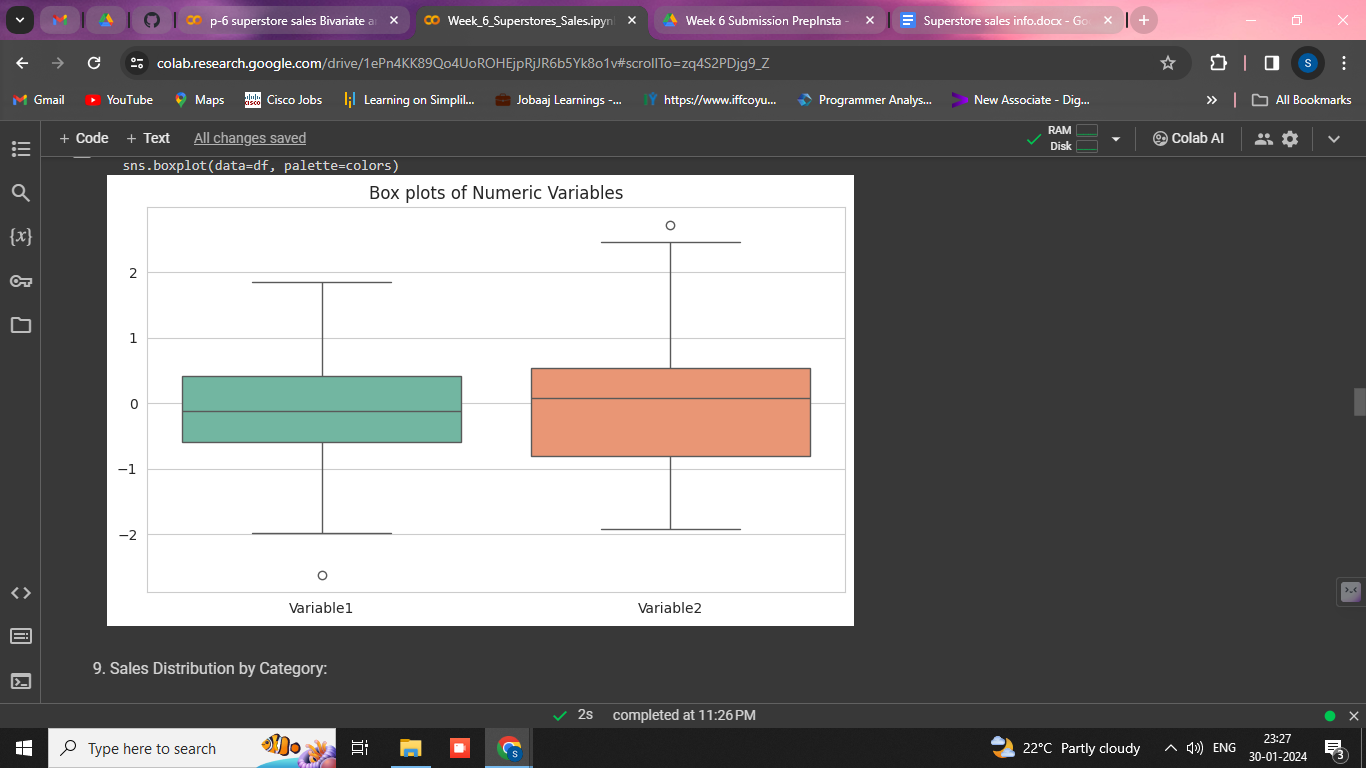 p-6 superstore sales Bivariate a
Week_6_Superstores_Sales.ipyn
Week 6 Submission PrepInsta -
Superstore sales info.docx - Go
colab.research.google.com/drive/1ePn4KK89Qo4UoROHEjpRjJR6b5Yk8o1v#scrollTo=zq4S2PDjg9_Z
S
Gmail
YouTube
Maps
Cisco Jobs
Learning on Simplil...
Jobaaj Learnings -...
https://www.iffcoyu...
Programmer Analys...
New Associate - Dig...
All Bookmarks
+ Code
+ Text
All changes saved
RAM
Disk
Colab AI
sns.boxplot(data=df, palette=colors)
Box plots of Numeric Variables
2
1
0
−1
−2
Variable1
Variable2
{x}
9. Sales Distribution by Category:
2s completed at 11:26 PM
Type here to search
S
22°C Partly cloudy
ENG
23:27
30-01-2024
3